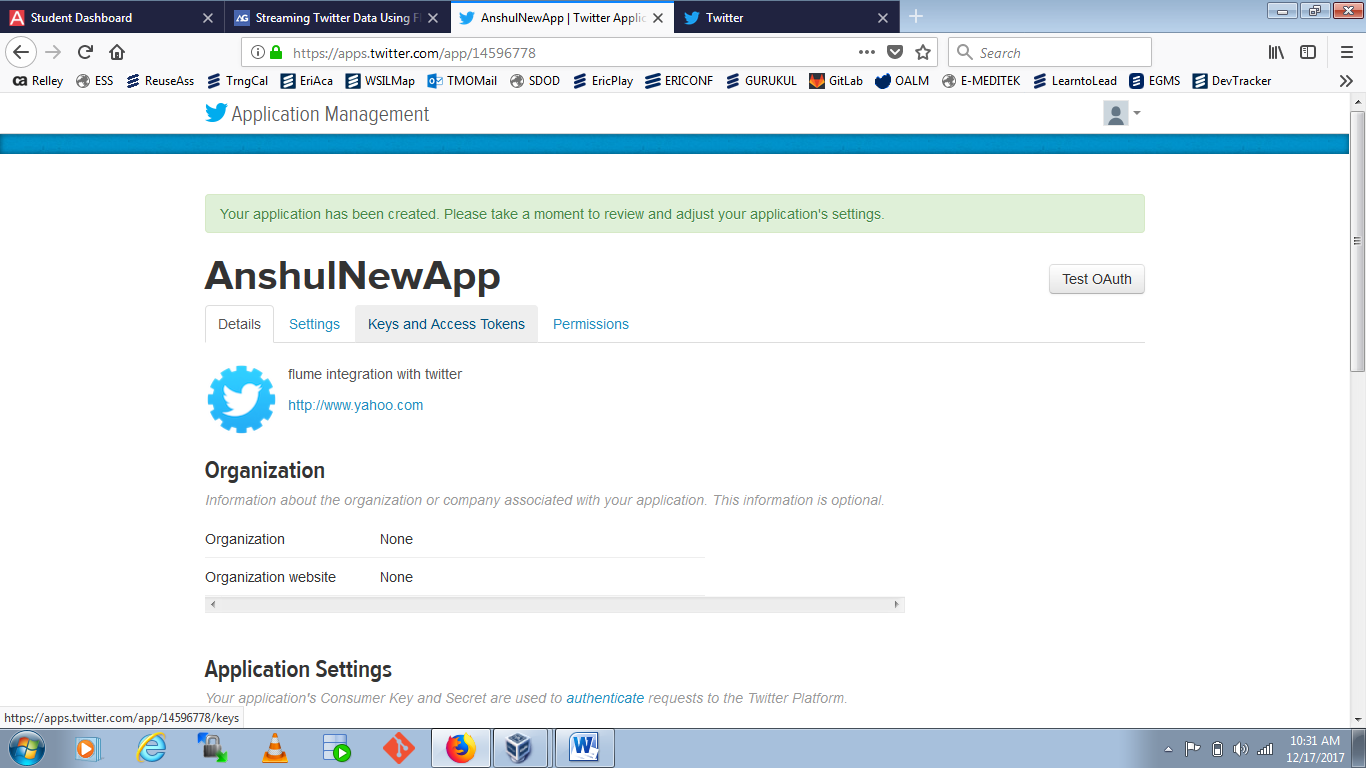 Student Dashboard
Streaming Twitter Data Using Fl
AnshulNewApp | Twitter Applic
Twitter
https://apps.twitter.com/app/14596778
Search
ca Relley
ESS
ReuseAss
TrngCal
EriAca
WSILMap
TMOMail
SDOD
EricPlay
ERICONF
GURUKUL
GitLab
OALM
E-MEDITEK
LearntoLead
EGMS
DevTracker
Application Management
Your application has been created. Please take a moment to review and adjust your application's settings.
AnshulNewApp
Test OAuth
Details
Settings
Keys and Access Tokens
Permissions
flume integration with twitter
http://www.yahoo.com
Organization
Information about the organization or company associated with your application. This information is optional.
Organization None
Organization website None
Application Settings
Your application's Consumer Key and Secret are used to authenticate requests to the Twitter Platform.
https://apps.twitter.com/app/14596778/keys
10:31 AM
12/17/2017